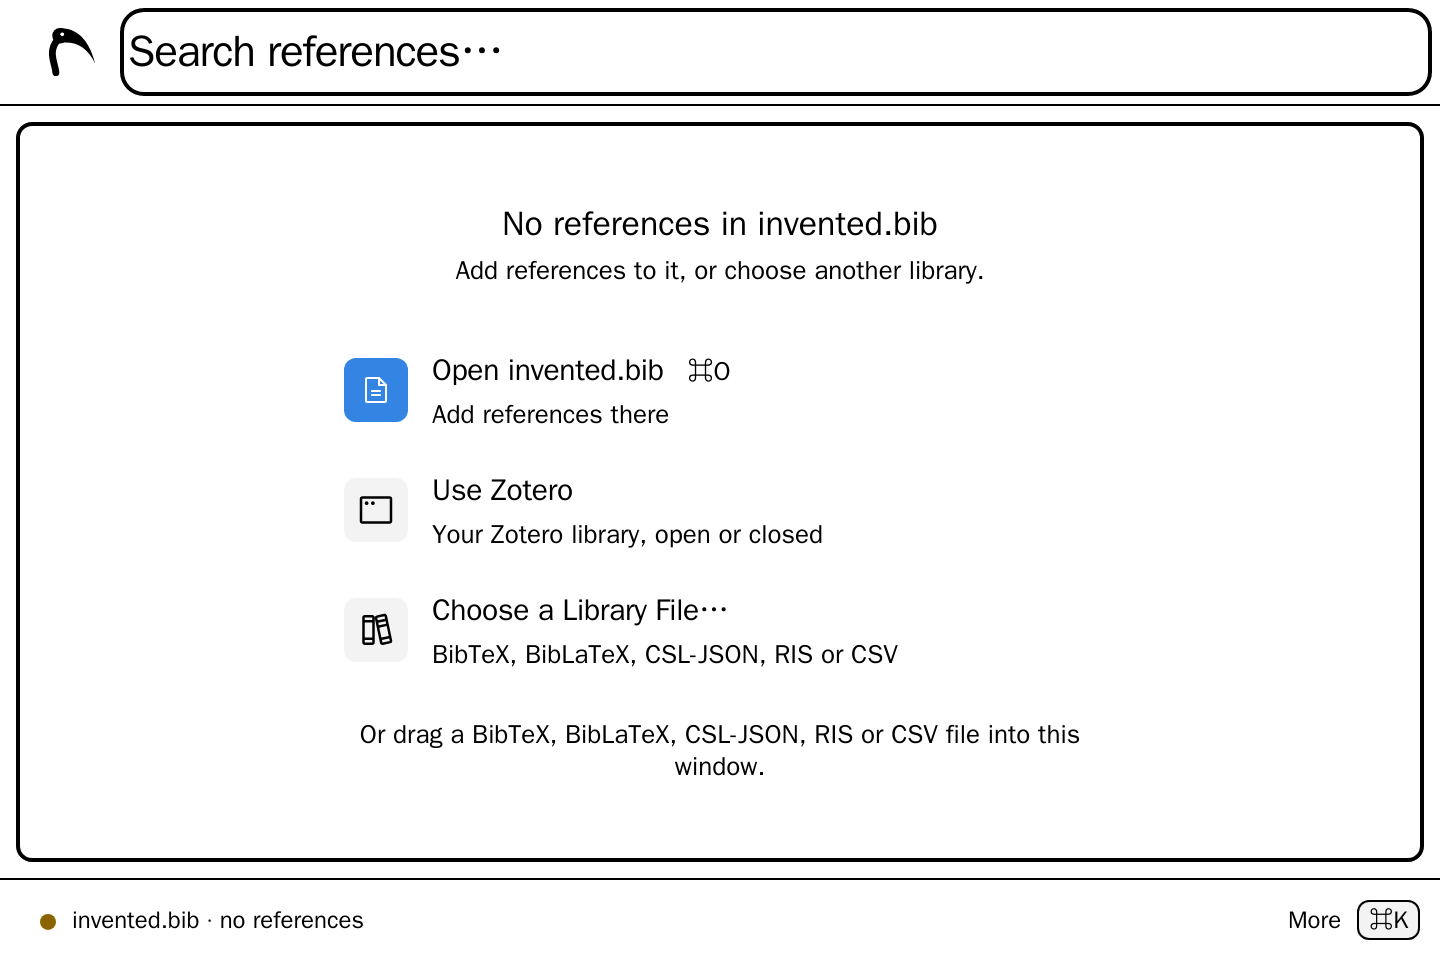 Search references…
No references in invented.bib
Add references to it, or choose another library.
Open invented.bib ⌘O
Add references there
Use Zotero
Your Zotero library, open or closed
Choose a Library File…
BibTeX, BibLaTeX, CSL-JSON, RIS or CSV
Or drag a BibTeX, BibLaTeX, CSL-JSON, RIS or CSV file into this
window.
invented.bib · no references
More ⌘K